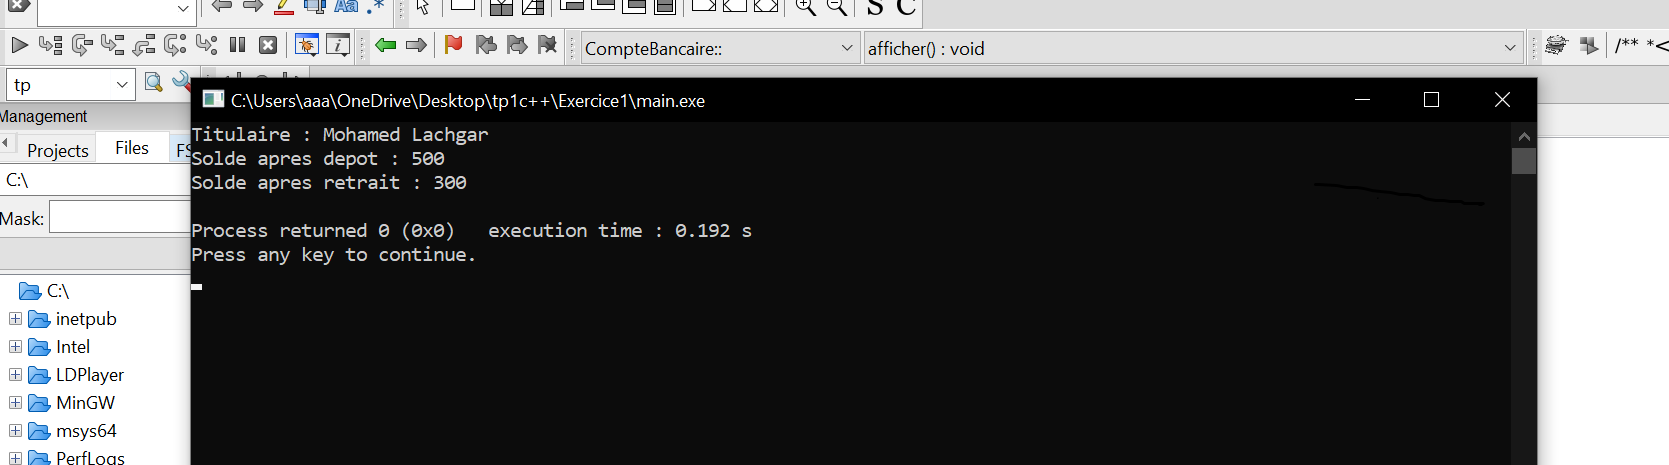 Aa .*
S C
CompteBancaire::
afficher() : void
/** *<
tp
C:\Users\aaa\OneDrive\Desktop\tp1c++\Exercice1\main.exe
Management
Projects
Files
FS
C:\
Mask:
Titulaire : Mohamed Lachgar
Solde apres depot : 500
Solde apres retrait : 300
Process returned 0 (0x0)   execution time : 0.192 s
Press any key to continue.
C:\
inetpub
Intel
LDPlayer
MinGW
msys64
PerfLogs